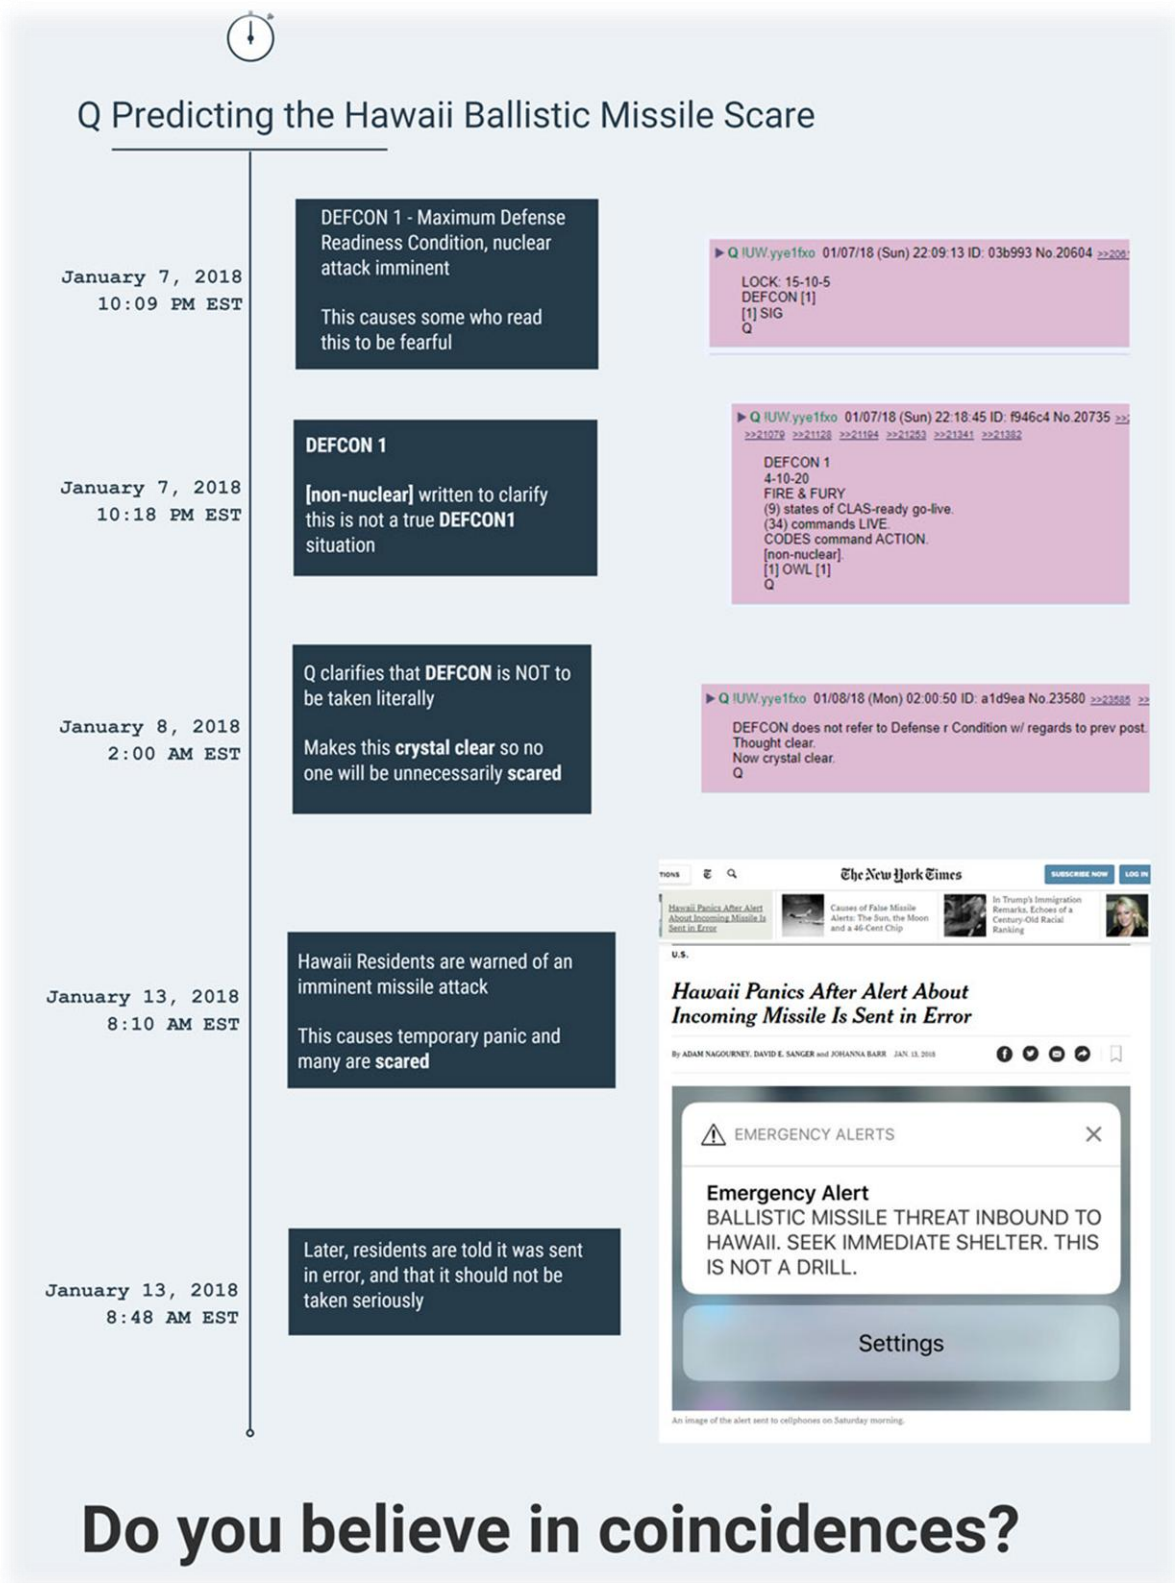 Q Predicting the Hawaii Ballistic Missile Scare
January 7, 2018
10:09 PM EST
DEFCON 1 - Maximum Defense
Readiness Condition, nuclear
attack imminent
This causes some who read
this to be fearful
Q !UW.yye1fxo 01/07/18 (Sun) 22:09:13 ID: 03b993 No.20604
LOCK: 15-10-5
DEFCON [1]
[1] SIG
Q
January 7, 2018
10:18 PM EST
DEFCON 1
[non-nuclear] written to clarify
this is not a true DEFCON1
situation
Q !UW.yye1fxo 01/07/18 (Sun) 22:18:45 ID: f946c4 No.20735
>>21079 >>21128 >>21194 >>21253 >>21341 >>21382
DEFCON 1
4-10-20
FIRE & FURY
(9) states of CLAS-ready go-live.
(34) commands LIVE.
CODES command ACTION.
[non-nuclear].
[1] OWL [1]
Q
January 8, 2018
2:00 AM EST
Q clarifies that DEFCON is NOT to
be taken literally
Makes this crystal clear so no
one will be unnecessarily scared
Q !UW.yye1fxo 01/08/18 (Mon) 02:00:50 ID: a1d9ea No.23580 >>23585 >>
DEFCON does not refer to Defense r Condition w/ regards to prev post.
Thought clear.
Now crystal clear.
Q
January 13, 2018
8:10 AM EST
Hawaii Residents are warned of an
imminent missile attack
This causes temporary panic and
many are scared
TIONS
The New York Times
SUBSCRIBE NOW
LOG IN
Hawaii Panics After Alert
About Incoming Missile Is
Sent in Error
Causes of False Missile
Alerts: The Sun, the Moon
and a 46-Cent Chip
In Trump's Immigration
Remarks, Echoes of a
Century-Old Racial
Ranking
U.S.
Hawaii Panics After Alert About
Incoming Missile Is Sent in Error
By ADAM NAGOURNEY, DAVID E. SANGER and JOHANNA BARR JAN. 13, 2018
EMERGENCY ALERTS
Emergency Alert
BALLISTIC MISSILE THREAT INBOUND TO
HAWAII. SEEK IMMEDIATE SHELTER. THIS
IS NOT A DRILL.
Settings
An image of the alert sent to cellphones on Saturday morning.
January 13, 2018
8:48 AM EST
Later, residents are told it was sent
in error, and that it should not be
taken seriously
Do you believe in coincidences?